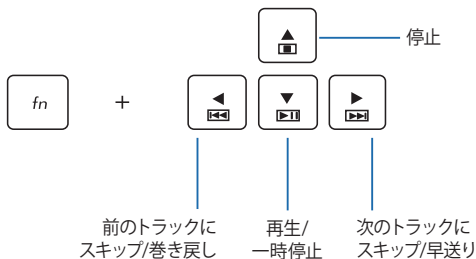 停止
fn
+
前のトラックに
スキップ/巻き戻し
再生/
一時停止
次のトラックに
スキップ/早送り